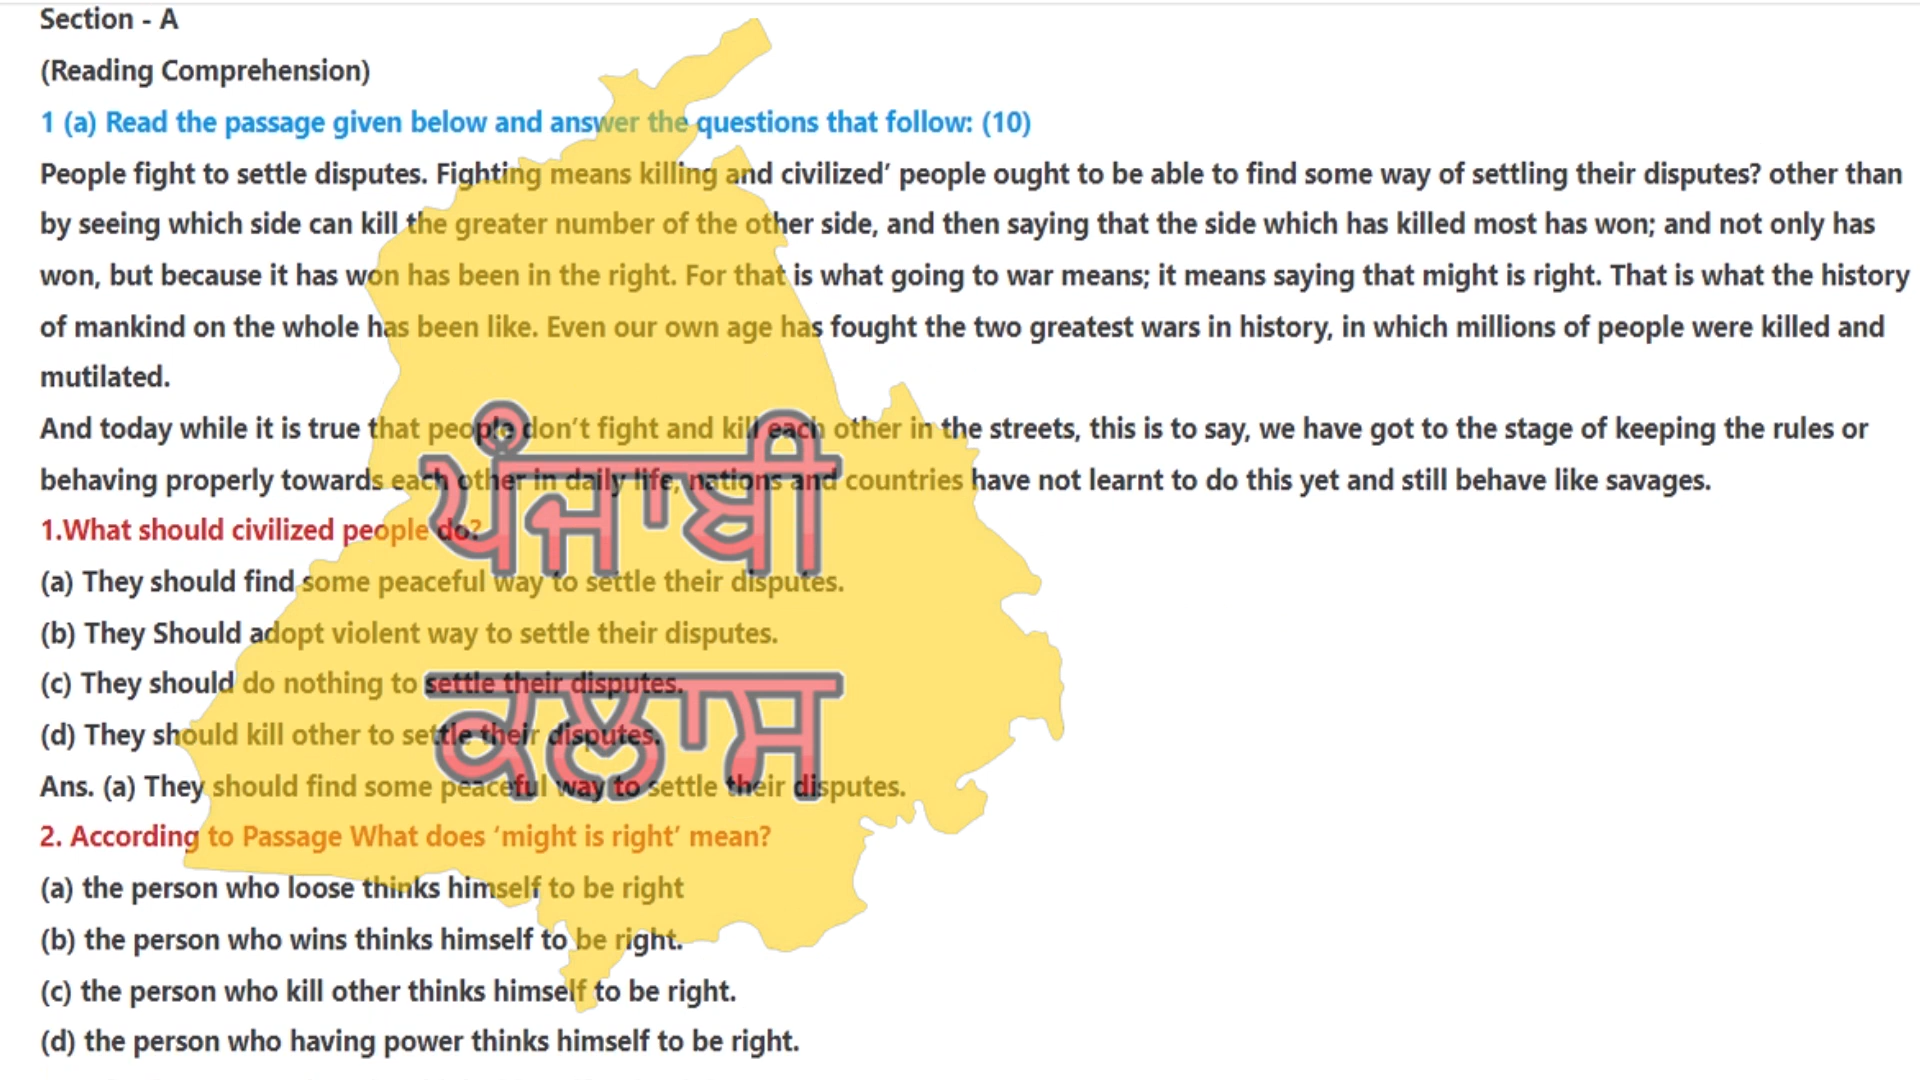 Section - A
(Reading Comprehension)
1 (a) Read the passage given below and answer the questions that follow: (10)
People fight to settle disputes. Fighting means killing and civilized’ people ought to be able to find some way of settling their disputes? other than
by seeing which side can kill the greater number of the other side, and then saying that the side which has killed most has won; and not only has
won, but because it has won has been in the right. For that is what going to war means; it means saying that might is right. That is what the history
of mankind on the whole has been like. Even our own age has fought the two greatest wars in history, in which millions of people were killed and
mutilated.
And today while it is true that people don’t fight and kill each other in the streets, this is to say, we have got to the stage of keeping the rules or
behaving properly towards each other in daily life, nations and countries have not learnt to do this yet and still behave like savages.
1.What should civilized people do?
ਪੰਜਾਬੀ
(a) They should find some peaceful way to settle their disputes.
(b) They Should adopt violent way to settle their disputes.
(c) They should do nothing to settle their disputes.
(d) They should kill other to settle their disputes.
ਕਲਾਸ
Ans. (a) They should find some peaceful way to settle their disputes.
2. According to Passage What does ‘might is right’ mean?
(a) the person who loose thinks himself to be right
(b) the person who wins thinks himself to be right.
(c) the person who kill other thinks himself to be right.
(d) the person who having power thinks himself to be right.